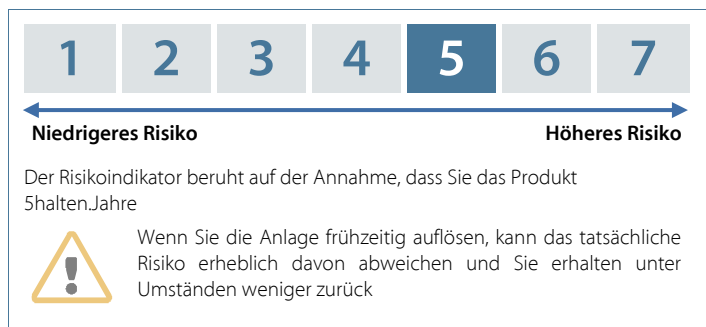 1 2 3 4 5 6 7
Niedrigeres Risiko Höheres Risiko
Der Risikoindikator beruht auf der Annahme, dass Sie das Produkt
5halten.Jahre
Wenn Sie die Anlage frühzeitig auflösen, kann das tatsächliche
Risiko erheblich davon abweichen und Sie erhalten unter
Umständen weniger zurück